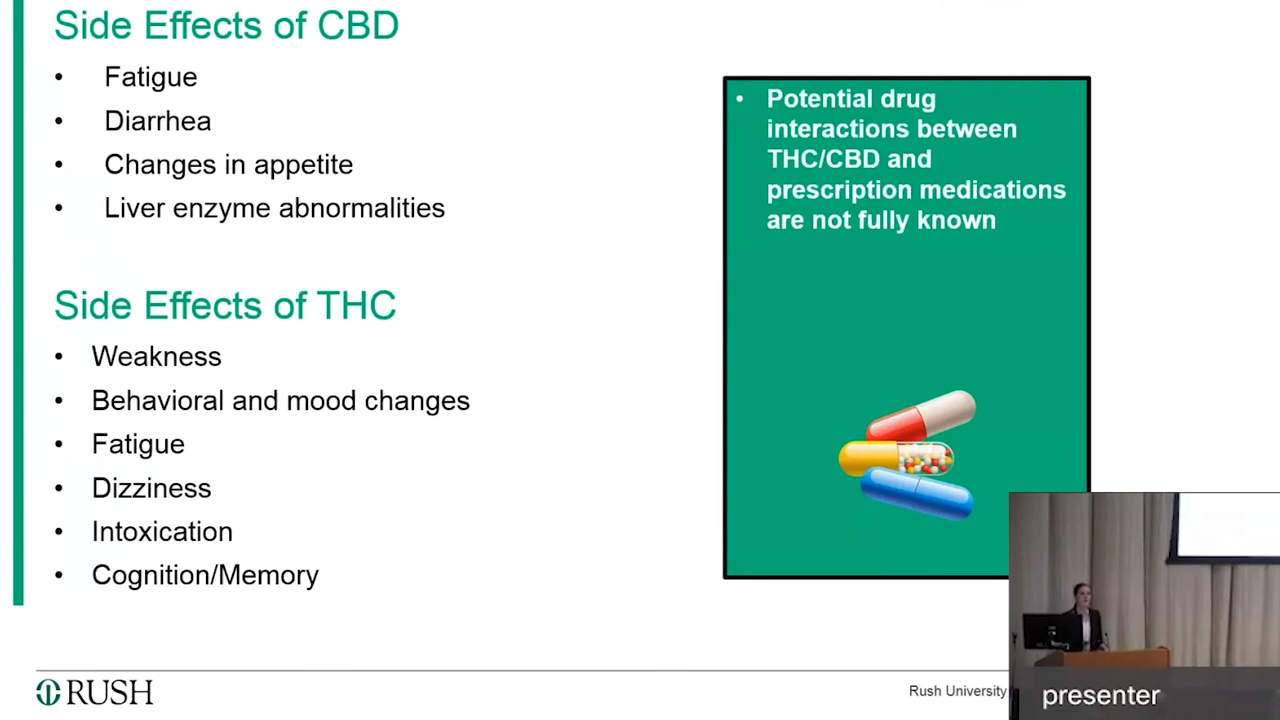 Side Effects of CBD
• Fatigue
• Diarrhea
• Changes in appetite
• Liver enzyme abnormalities
Side Effects of THC
• Weakness
• Behavioral and mood changes
• Fatigue
• Dizziness
• Intoxication
• Cognition/Memory
• Potential drug
interactions between
THC/CBD and
prescription medications
are not fully known
RUSH
Rush University
presenter